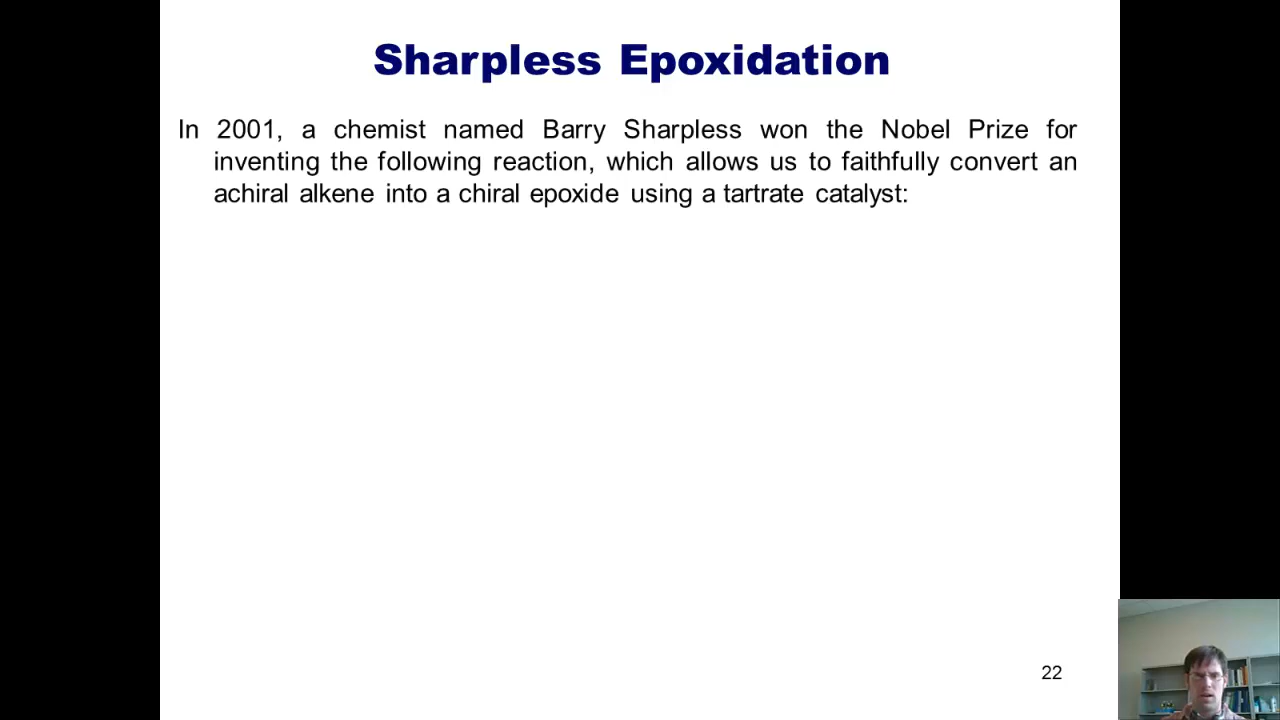 Sharpless Epoxidation
In 2001, a chemist named Barry Sharpless won the Nobel Prize for
inventing the following reaction, which allows us to faithfully convert an
achiral alkene into a chiral epoxide using a tartrate catalyst:
22